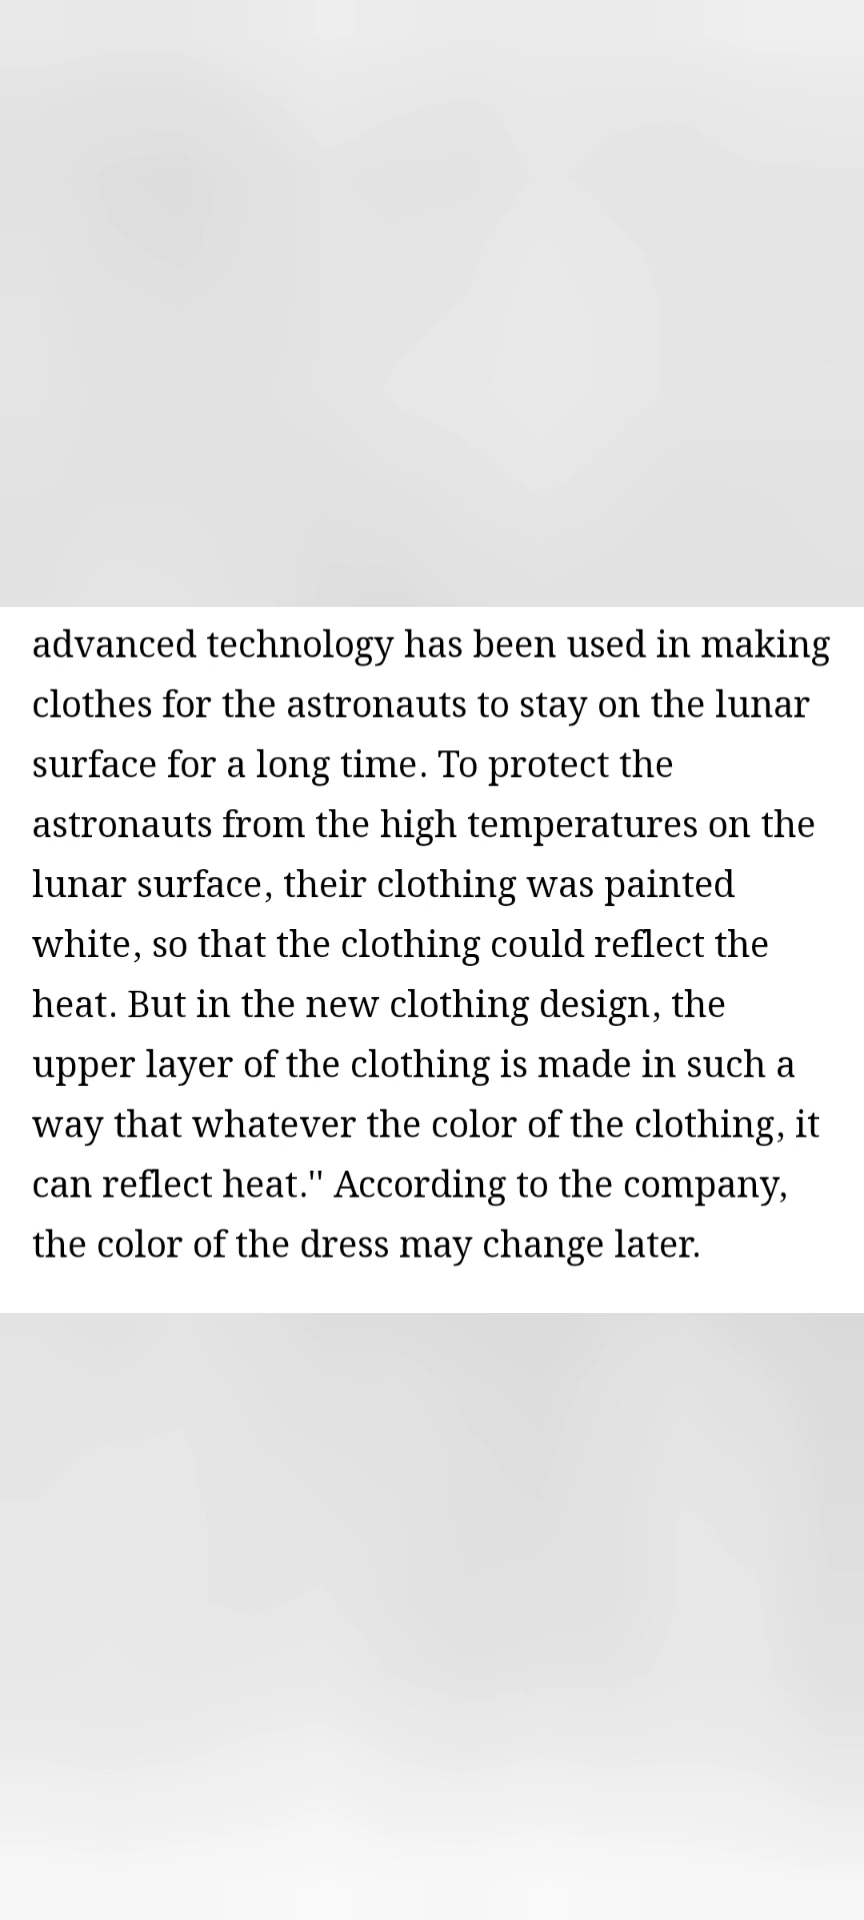 advanced technology has been used in making
clothes for the astronauts to stay on the lunar
surface for a long time. To protect the
astronauts from the high temperatures on the
lunar surface, their clothing was painted
white, so that the clothing could reflect the
heat. But in the new clothing design, the
upper layer of the clothing is made in such a
way that whatever the color of the clothing, it
can reflect heat." According to the company,
the color of the dress may change later.